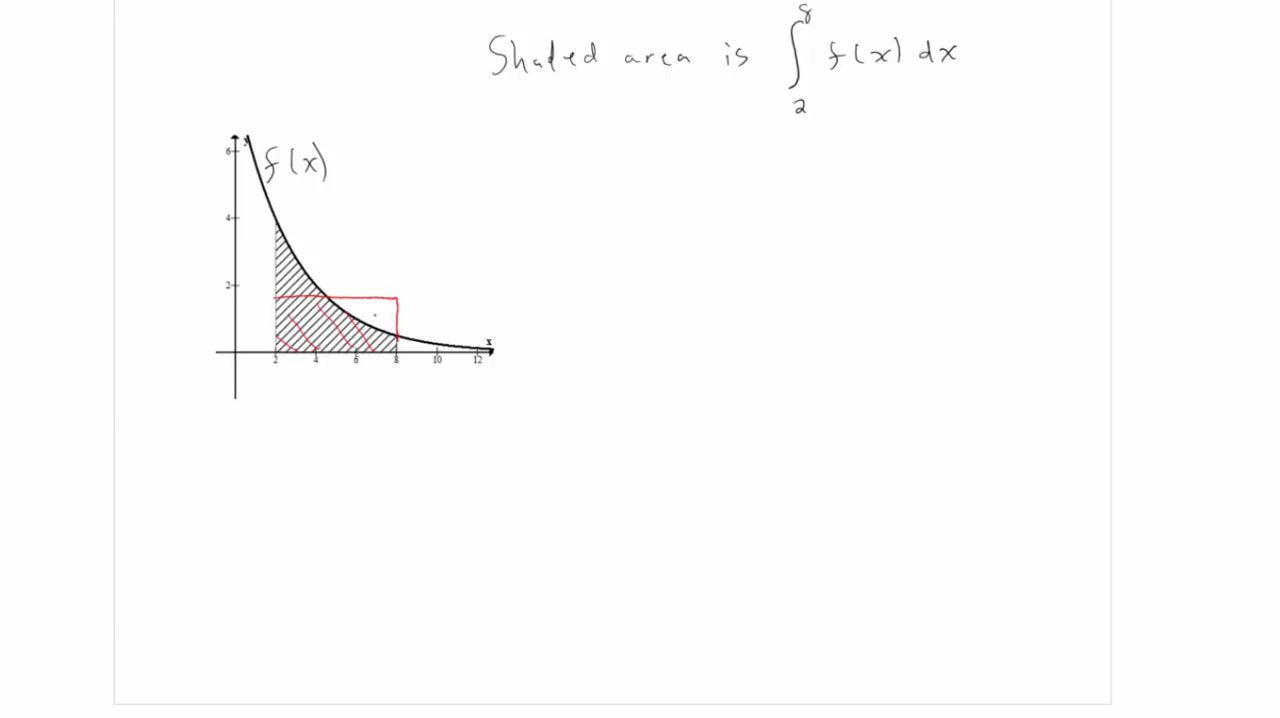 Shaded area is ∫₂⁸ f(x) dx
y
f(x)
6
4
2
x
2 4 6 8 10 12